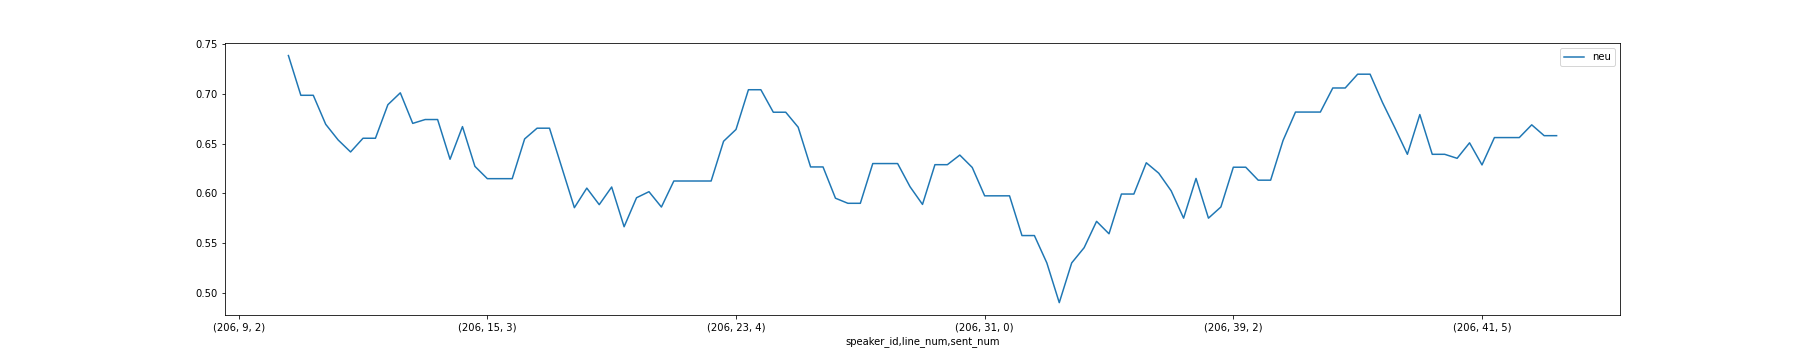 0.75
0.70
0.65
0.60
0.55
0.50
neu
(206, 9, 2) (206, 15, 3) (206, 23, 4) (206, 31, 0) (206, 39, 2) (206, 41, 5)
speaker_id,line_num,sent_num